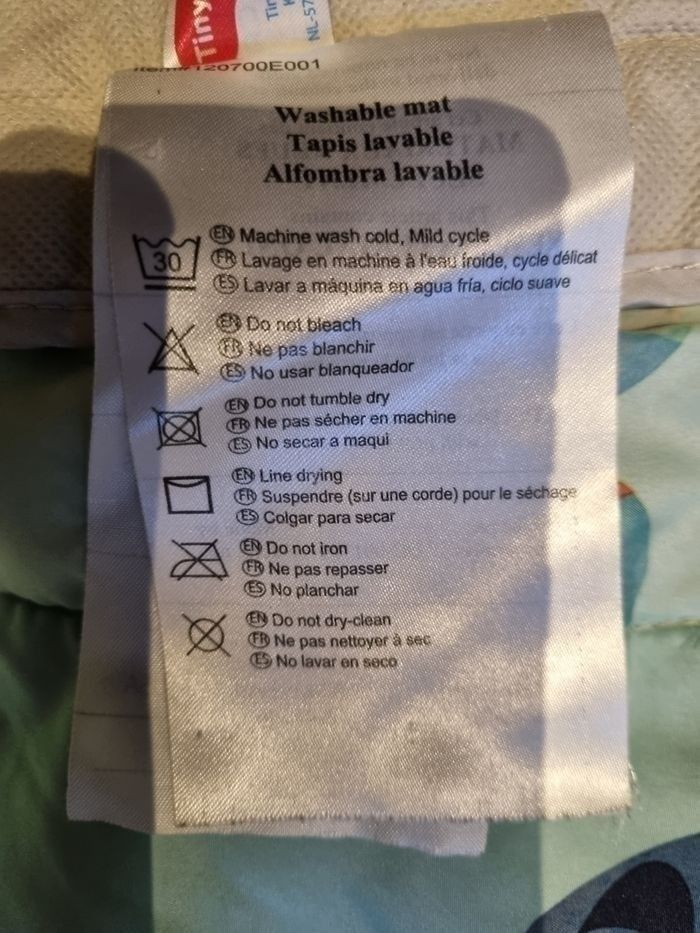 Tiny
NL-57
120700E001
Washable mat
Tapis lavable
Alfombra lavable
30
EN Machine wash cold, Mild cycle
FR Lavage en machine à l'eau froide, cycle délicat
ES Lavar a máquina en agua fría, ciclo suave
EN Do not bleach
FR Ne pas blanchir
ES No usar blanqueador
EN Do not tumble dry
FR Ne pas sécher en machine
ES No secar a maqui
EN Line drying
FR Suspendre (sur une corde) pour le séchage
ES Colgar para secar
EN Do not iron
FR Ne pas repasser
ES No planchar
EN Do not dry-clean
FR Ne pas nettoyer à sec
ES No lavar en seco